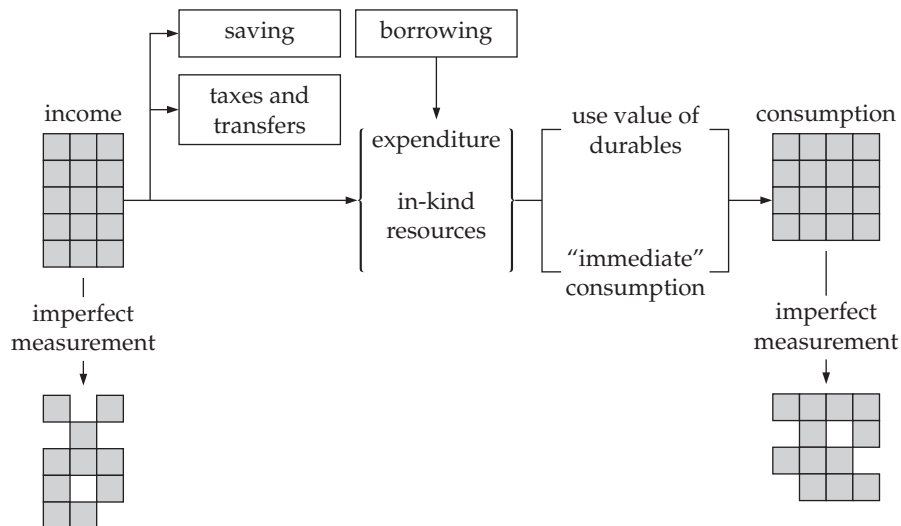 saving
borrowing
taxes and
transfers
income
expenditure
in-kind
resources
use value of
durables
“immediate”
consumption
consumption
imperfect
measurement
imperfect
measurement